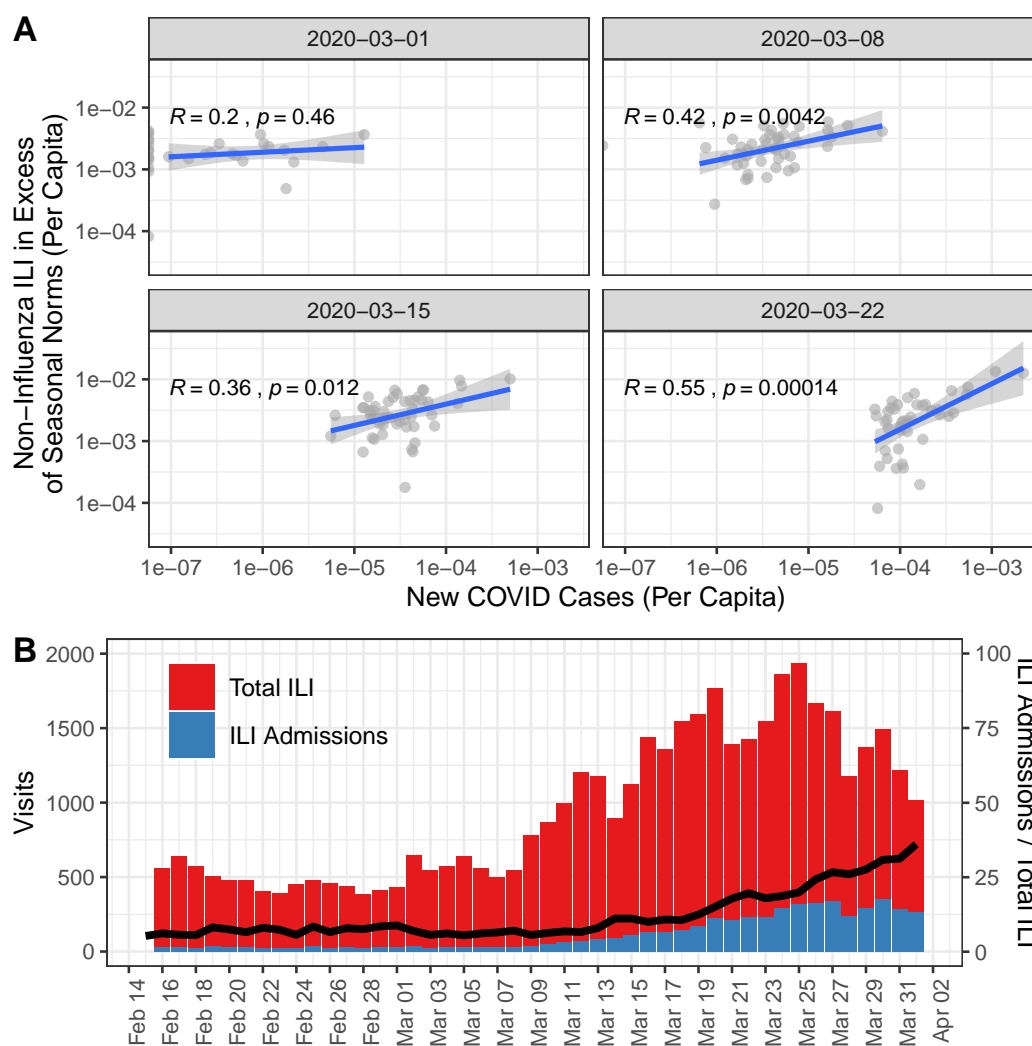 A
2020−03−01
2020−03−08
R = 0.2 , p = 0.46
R = 0.42 , p = 0.0042
1e−02
1e−03
1e−04
2020−03−15
2020−03−22
R = 0.36 , p = 0.012
R = 0.55 , p = 0.00014
1e−02
1e−03
1e−04
Non−Influenza ILI in Excess
of Seasonal Norms (Per Capita)
1e−07 1e−06 1e−05 1e−04 1e−03
1e−07 1e−06 1e−05 1e−04 1e−03
New COVID Cases (Per Capita)
B
Total ILI
ILI Admissions
2000
1500
1000
500
0
Visits
100
75
50
25
0
ILI Admissions / Total ILI
Feb 14
Feb 16
Feb 18
Feb 20
Feb 22
Feb 24
Feb 26
Feb 28
Mar 01
Mar 03
Mar 05
Mar 07
Mar 09
Mar 11
Mar 13
Mar 15
Mar 17
Mar 19
Mar 21
Mar 23
Mar 25
Mar 27
Mar 29
Mar 31
Apr 02